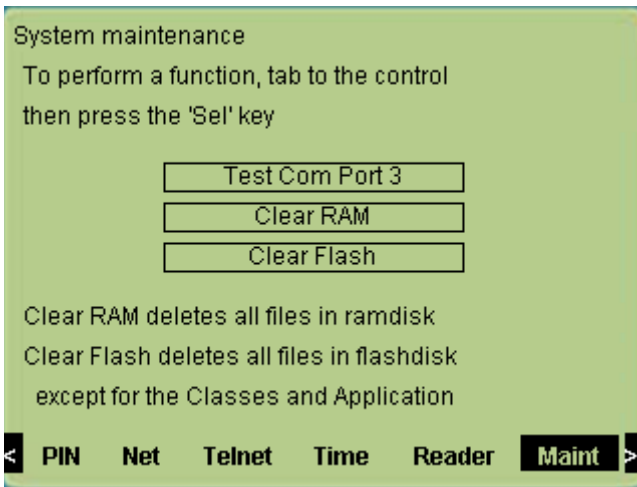 System maintenance
To perform a function, tab to the control
then press the 'Sel' key
Test Com Port 3
Clear RAM
Clear Flash
Clear RAM deletes all files in ramdisk
Clear Flash deletes all files in flashdisk
except for the Classes and Application
< PIN Net Telnet Time Reader Maint >